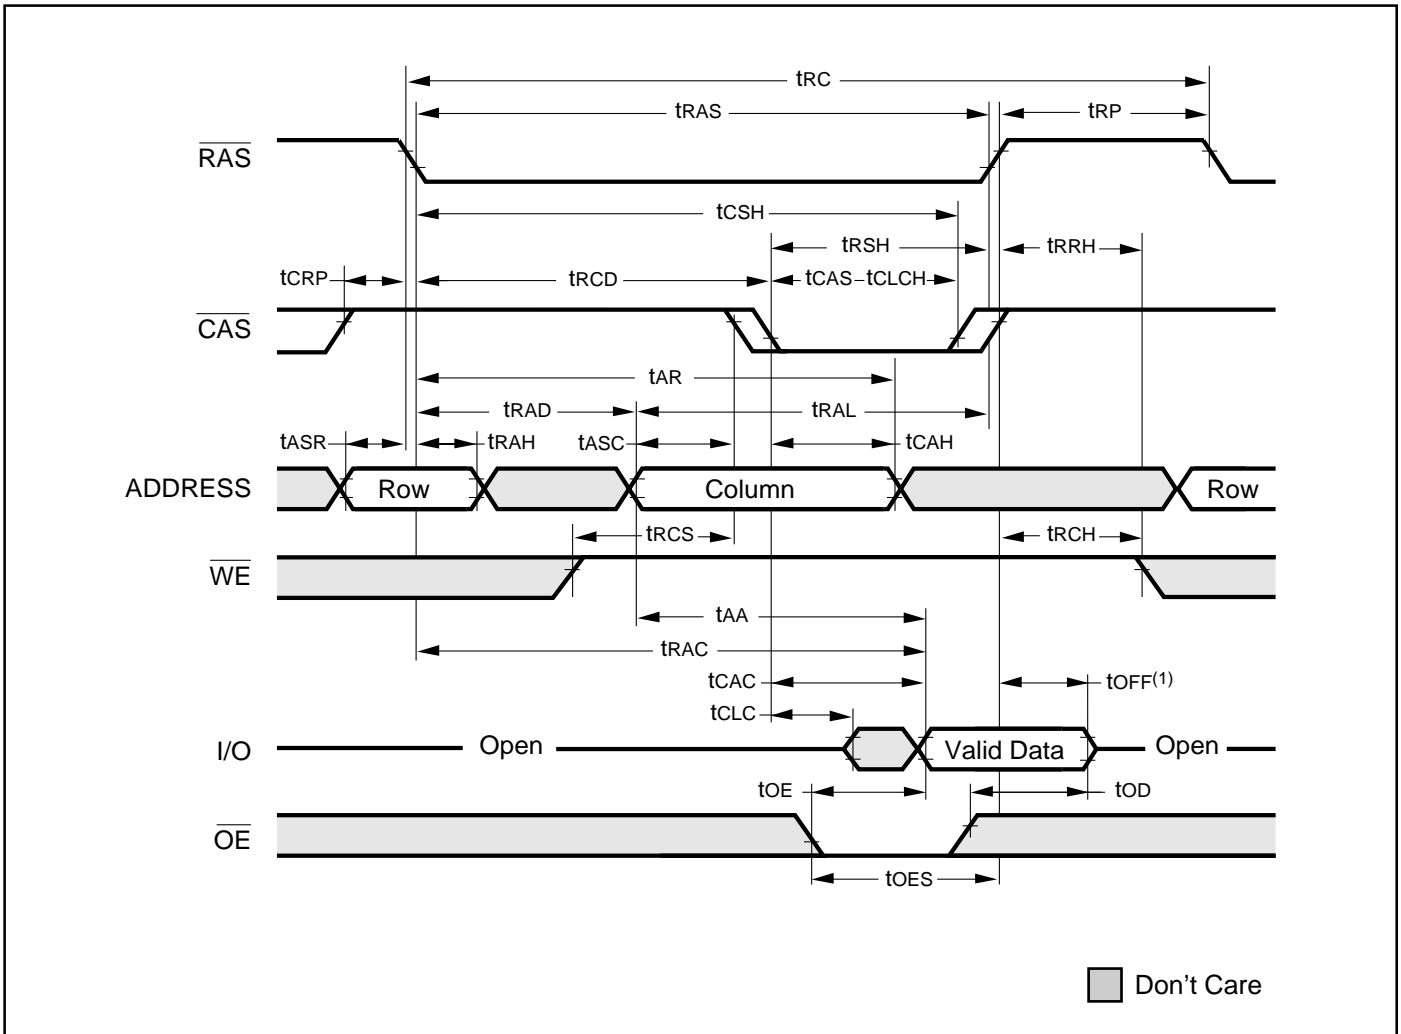 tRC
tRAS
tRP
RAS
tCSH
tRSH
tRRH
tCRP
tRCD
tCAS
tCLCH
CAS
tAR
tRAD
tRAL
tASR
tRAH
tASC
tCAH
ADDRESS
Row
Column
Row
tRCS
tRCH
WE
tAA
tRAC
tCAC
tOFF(1)
tCLC
I/O
Open
Valid Data
Open
tOE
tOD
OE
tOES
Don't Care